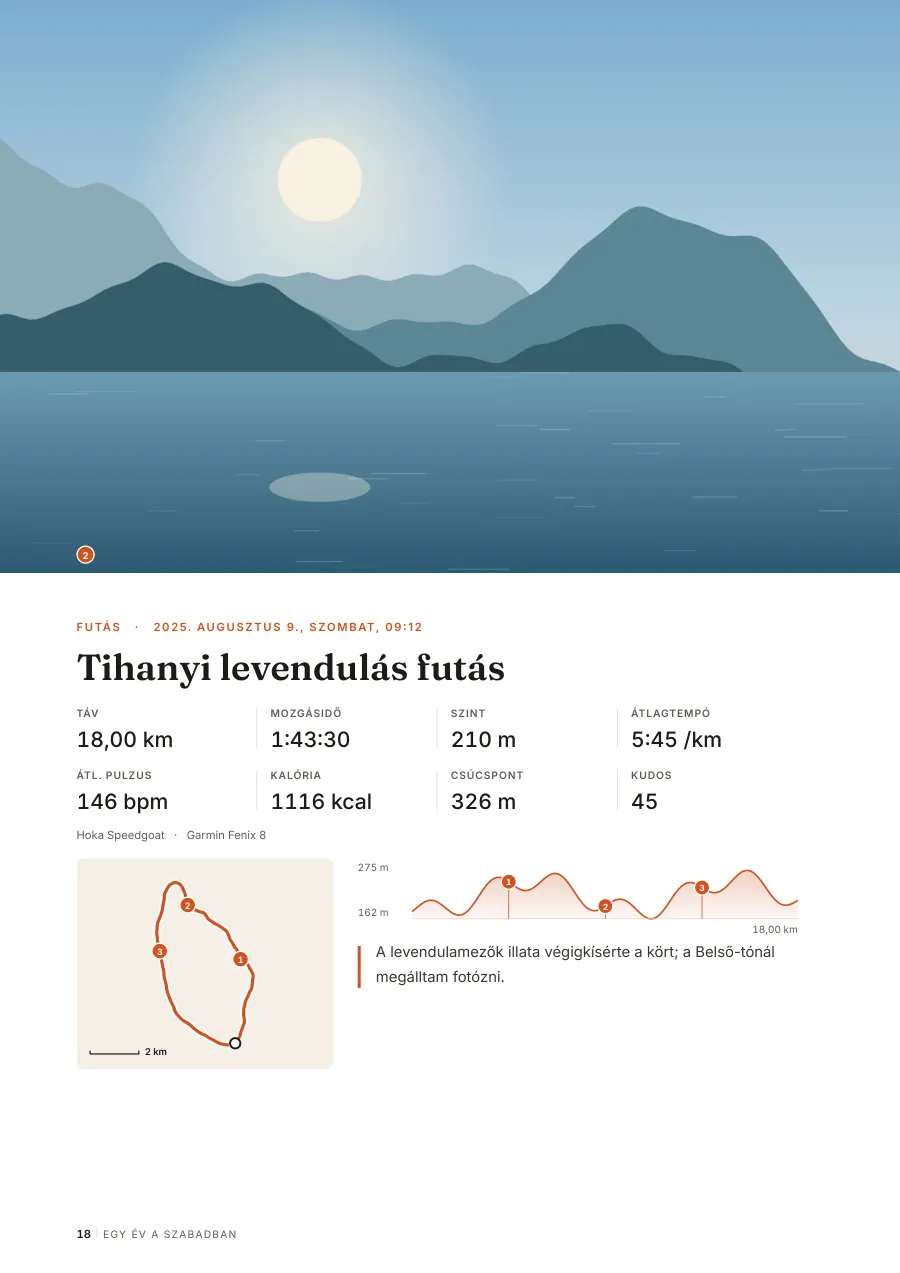 2
FUTÁS · 2025. AUGUSZTUS 9., SZOMBAT, 09:12
Tihanyi levendulás futás
TÁV
18,00 km
MOZGÁSIDŐ
1:43:30
SZINT
210 m
ÁTLAGTEMPÓ
5:45 /km
ÁTL. PULZUS
146 bpm
KALÓRIA
1116 kcal
CSÚCSPONT
326 m
KUDOS
45
Hoka Speedgoat · Garmin Fenix 8
2
3
1
2 km
275 m
162 m
1
2
3
18,00 km
A levendulamezők illata végigkísérte a kört; a Belső-tónál
megálltam fotózni.
18 EGY ÉV A SZABADBAN